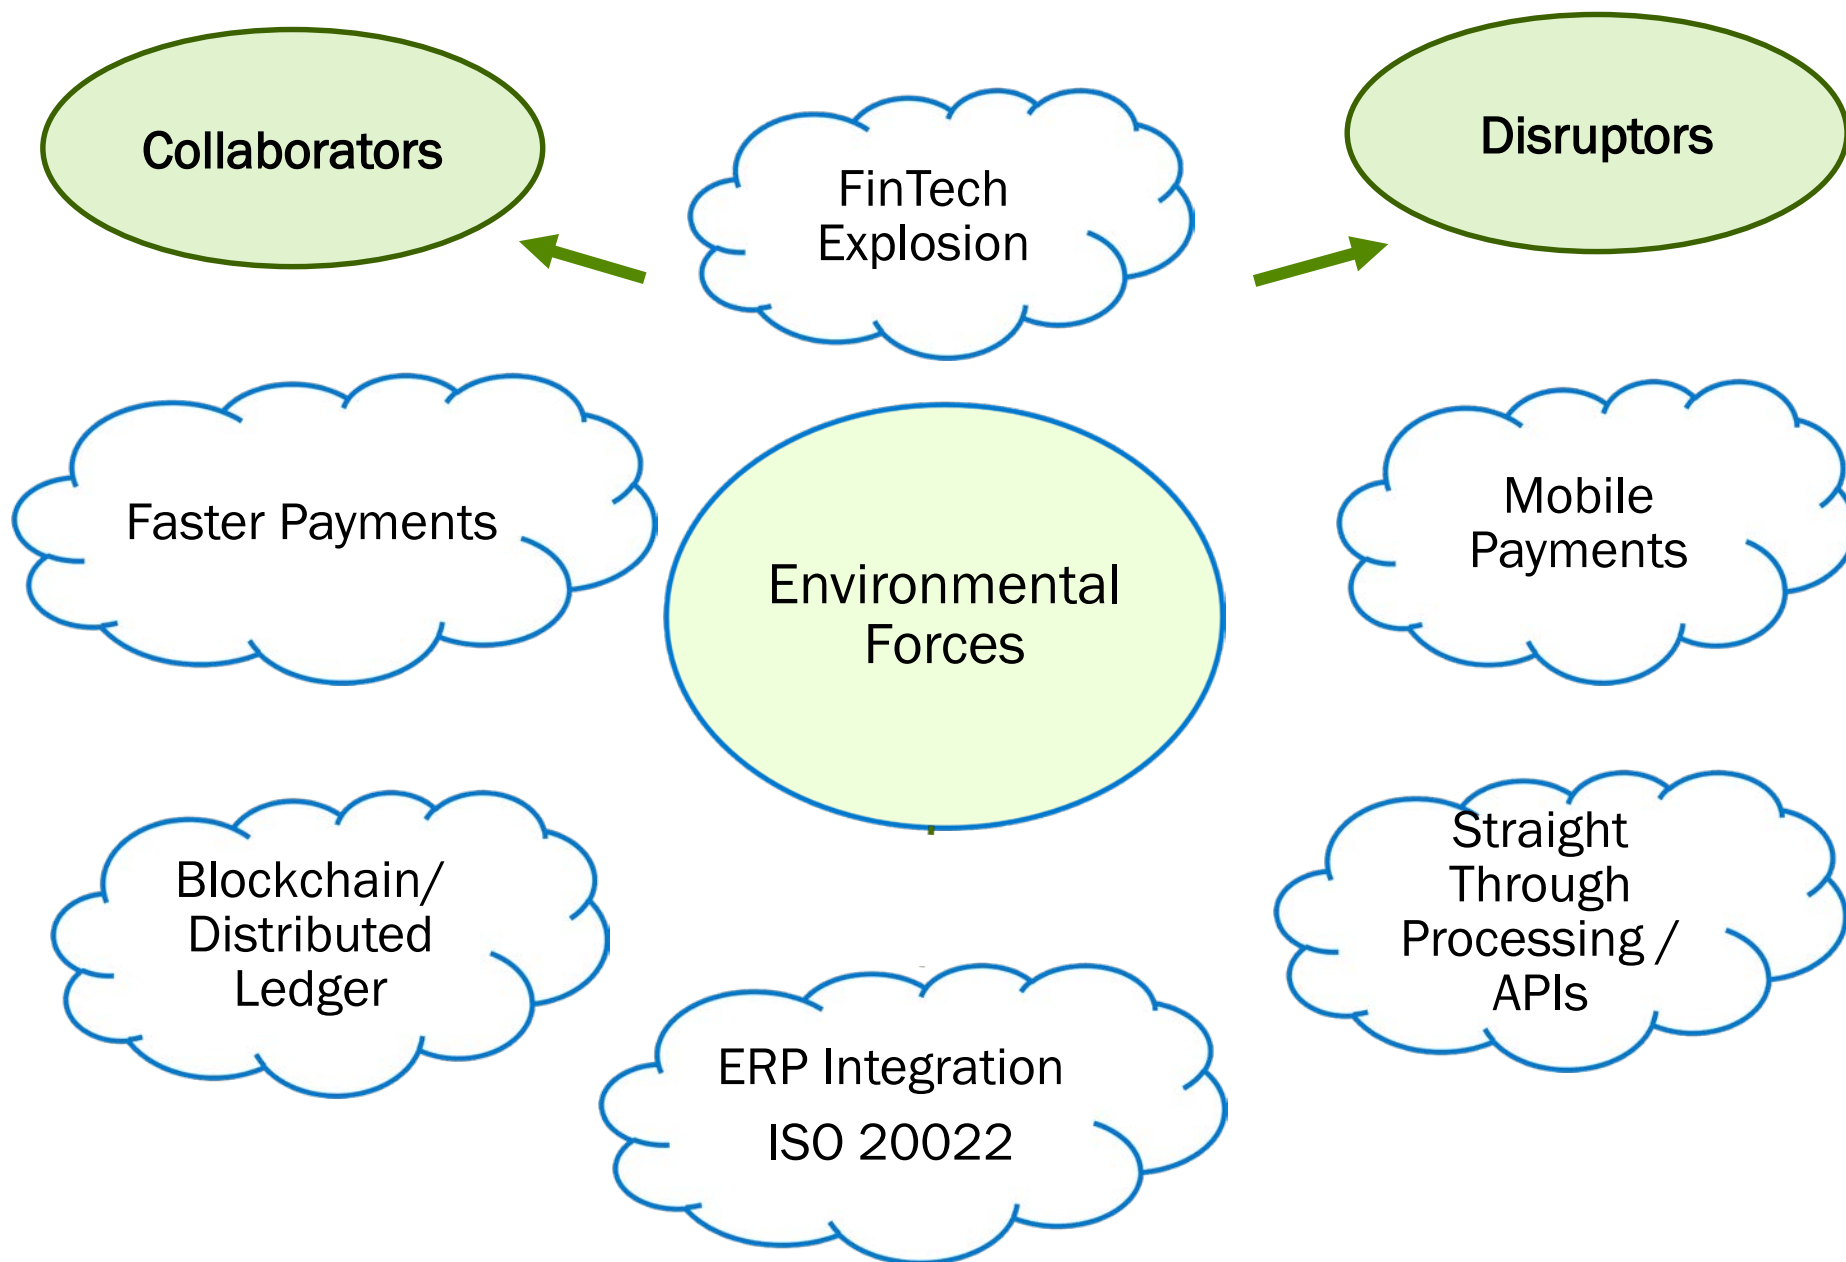 Collaborators
Disruptors
FinTech
Explosion
Faster Payments
Mobile
Payments
Environmental
Forces
Blockchain/
Distributed
Ledger
Straight
Through
Processing /
APIs
ERP Integration
ISO 20022